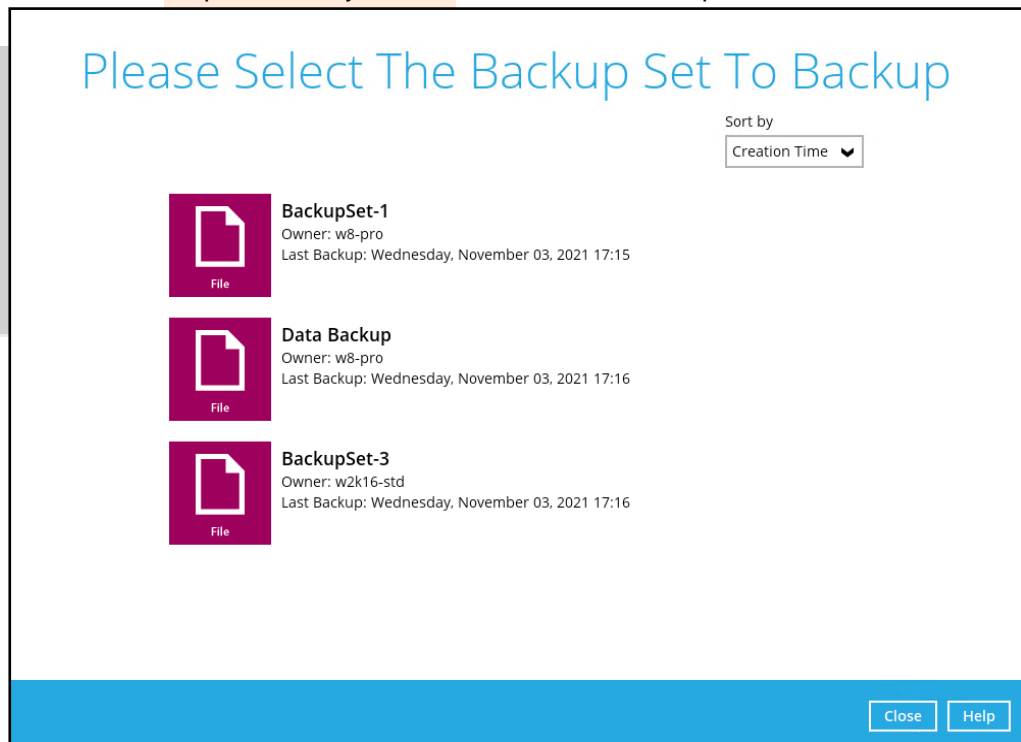 Please Select The Backup Set To Backup
Sort by
Creation Time
BackupSet-1
Owner: w8-pro
Last Backup: Wednesday, November 03, 2021 17:15
File
Data Backup
Owner: w8-pro
Last Backup: Wednesday, November 03, 2021 17:16
File
BackupSet-3
Owner: w2k16-std
Last Backup: Wednesday, November 03, 2021 17:16
File
Close
Help